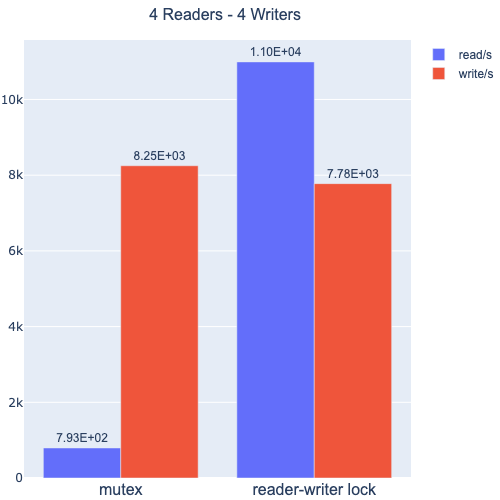 4 Readers - 4 Writers
read/s
write/s
1.10E+04
8.25E+03
7.78E+03
7.93E+02
10k
8k
6k
4k
2k
0
mutex
reader-writer lock